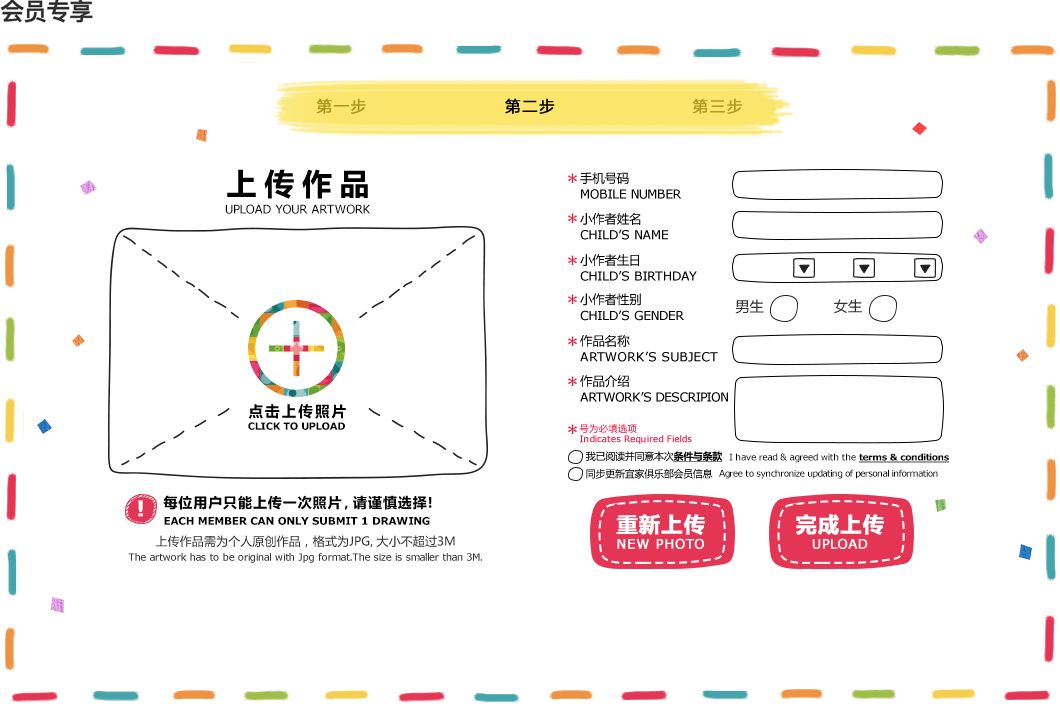 会员专享
第一步 第二步 第三步
上传作品
UPLOAD YOUR ARTWORK
点击上传照片
CLICK TO UPLOAD
! 每位用户只能上传一次照片，请谨慎选择！
EACH MEMBER CAN ONLY SUBMIT 1 DRAWING
上传作品需为个人原创作品，格式为JPG, 大小不超过3M
The artwork has to be original with Jpg format.The size is smaller than 3M.
*手机号码
MOBILE NUMBER
*小作者姓名
CHILD'S NAME
*小作者生日
CHILD'S BIRTHDAY
*小作者性别 男生 女生
CHILD'S GENDER
*作品名称
ARTWORK'S SUBJECT
*作品介绍
ARTWORK'S DESCRIPION
*号为必填选项
Indicates Required Fields
我已阅读并同意本次条件与条款 I have read & agreed with the terms & conditions
同步更新宜家俱乐部会员信息 Agree to synchronize updating of personal information
重新上传 完成上传
NEW PHOTO UPLOAD